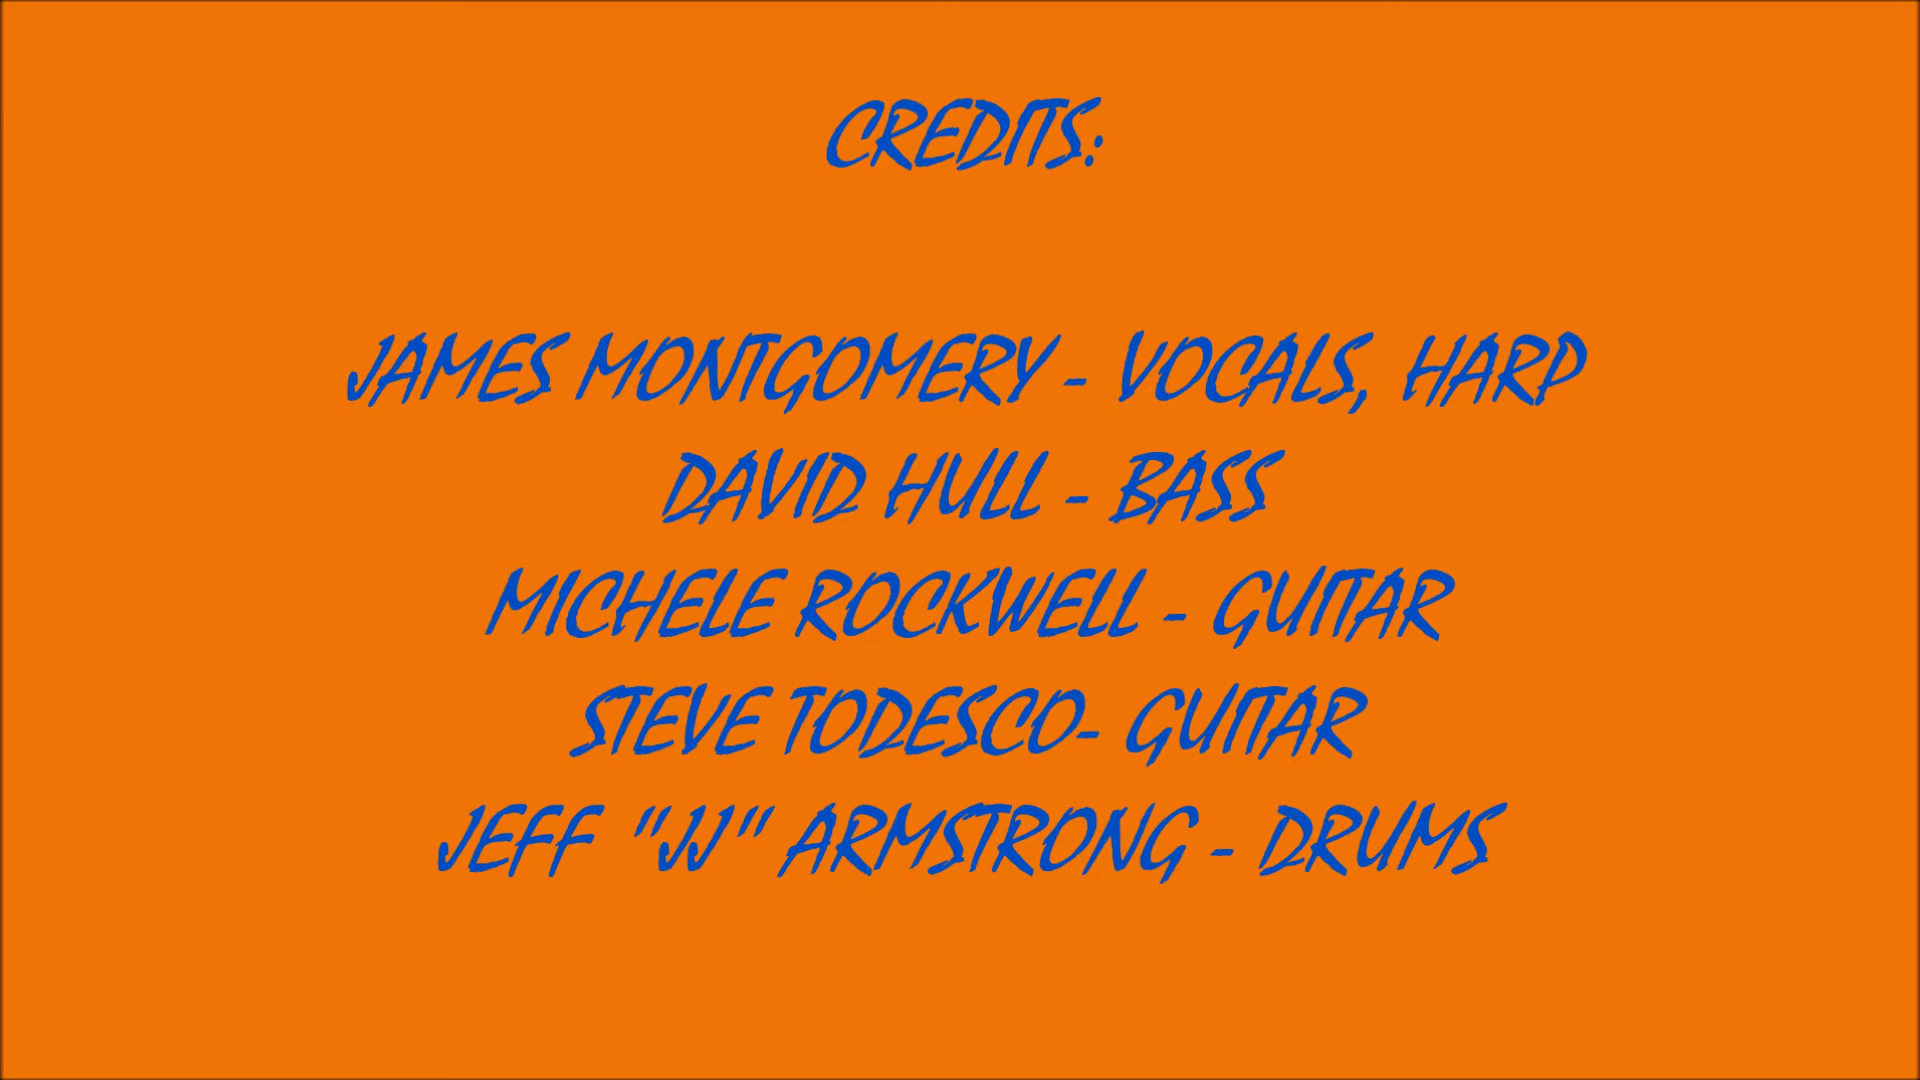 CREDITS:
JAMES MONTGOMERY - VOCALS, HARP
DAVID HULL - BASS
MICHELE ROCKWELL - GUITAR
STEVE TODESCO- GUITAR
JEFF "JJ" ARMSTRONG - DRUMS